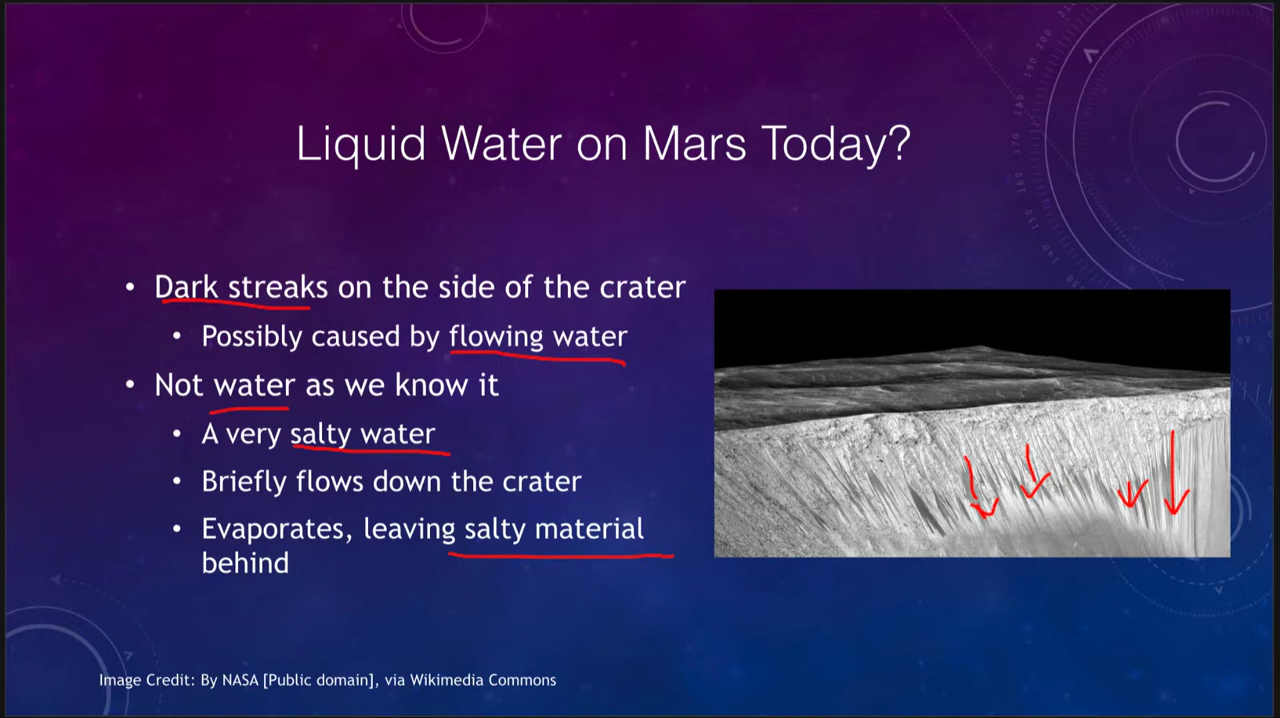 Liquid Water on Mars Today?
• Dark streaks on the side of the crater
• Possibly caused by flowing water
• Not water as we know it
• A very salty water
• Briefly flows down the crater
• Evaporates, leaving salty material
behind
Image Credit: By NASA [Public domain], via Wikimedia Commons